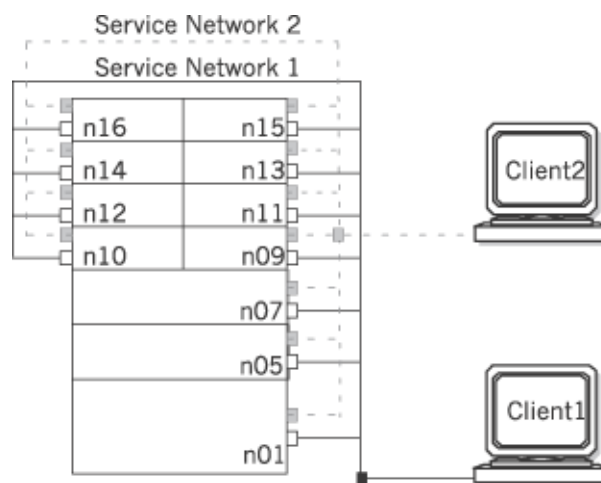 Service Network 2
Service Network 1
n16 n15
n14 n13
Client2
n12 n11
n10 n09
n07
n05
Client1
n01